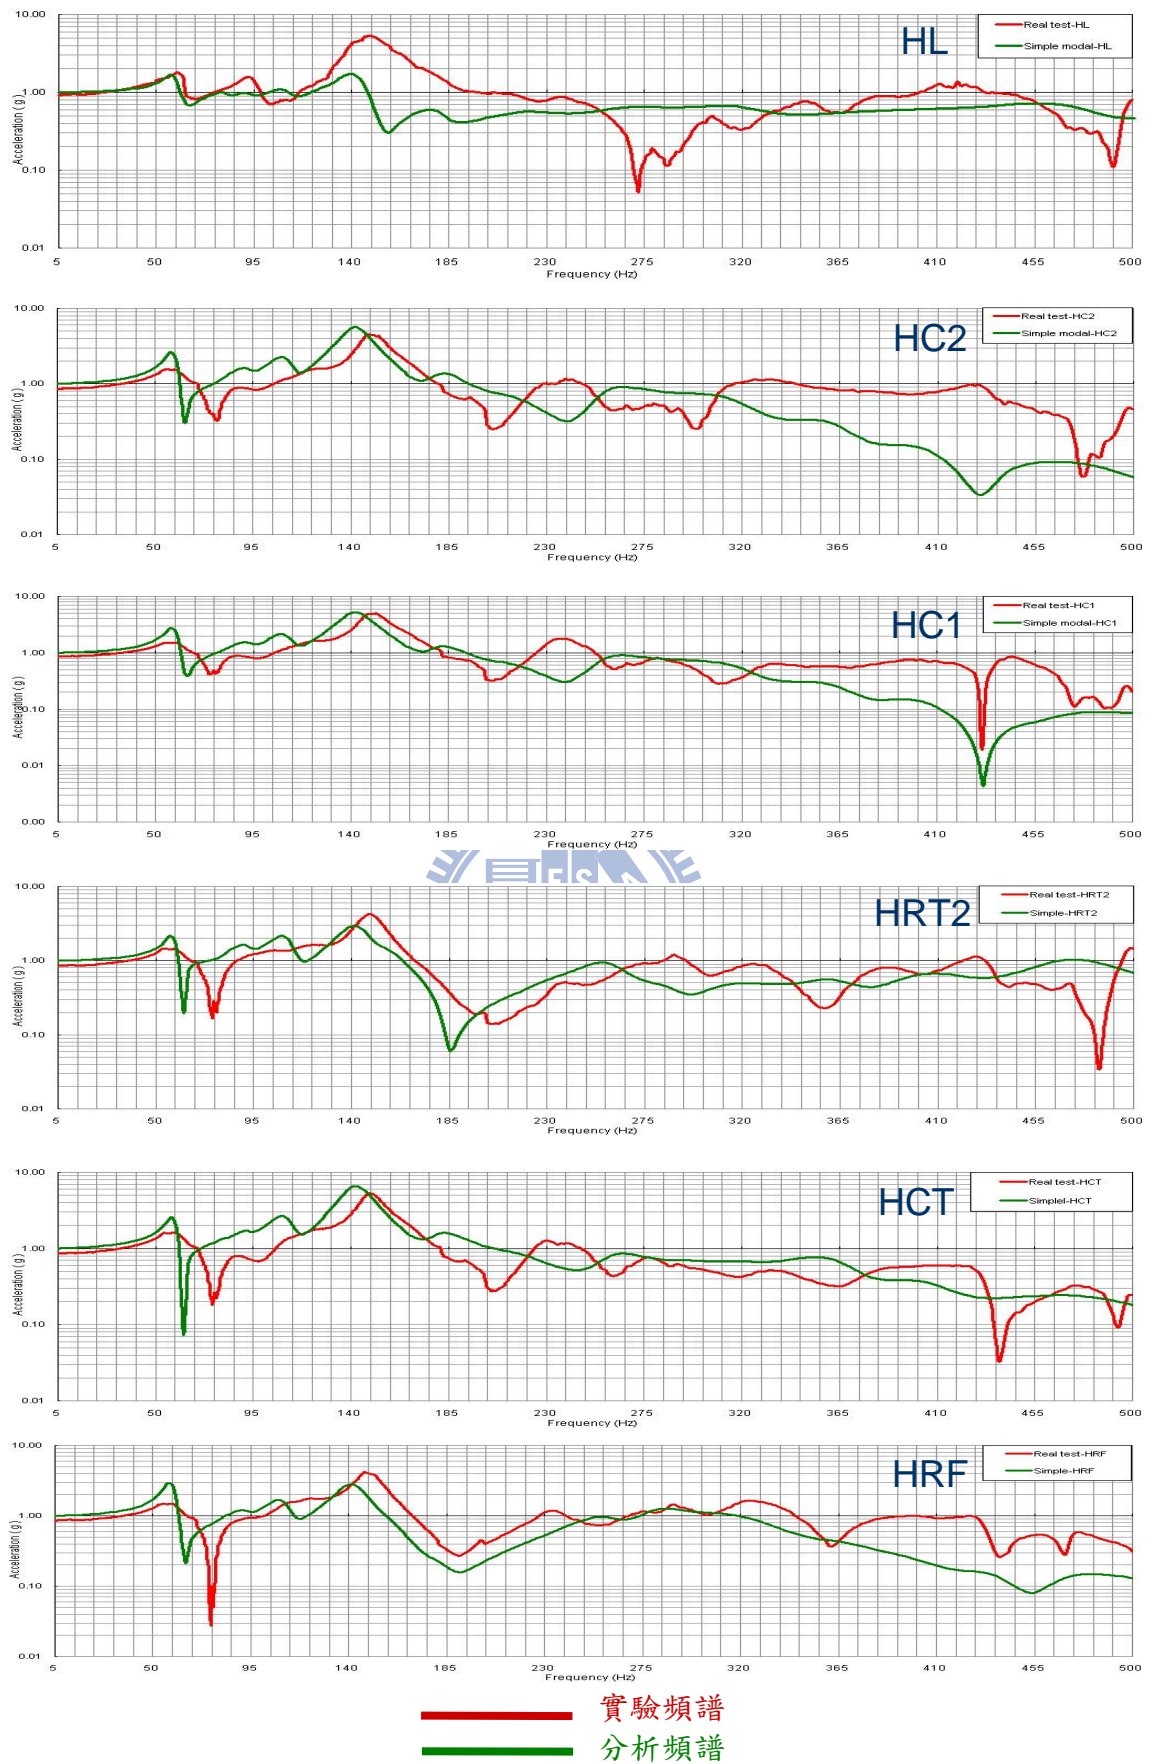 HL
Real test-HL
Simple modal-HL
Acceleration (g)
10.00
1.00
0.10
0.01
5 50 95 140 185 230 275 320 365 410 455 500
Frequency (Hz)
HC2
Real test-HC2
Simple modal-HC2
Acceleration (g)
10.00
1.00
0.10
0.01
5 50 95 140 185 230 275 320 365 410 455 500
Frequency (Hz)
HC1
Real test-HC1
Simple modal-HC1
Acceleration (g)
10.00
1.00
0.10
0.01
0.00
5 50 95 140 185 230 275 320 365 410 455 500
Frequency (Hz)
HRT2
Real test-HRT2
Simple-HRT2
Acceleration (g)
10.00
1.00
0.10
0.01
5 50 95 140 185 230 275 320 365 410 455 500
Frequency (Hz)
HCT
Real test-HCT
Simplel-HCT
Acceleration (g)
10.00
1.00
0.10
0.01
5 50 95 140 185 230 275 320 365 410 455 500
Frequency (Hz)
HRF
Real test-HRF
Simple-HRF
Acceleration (g)
10.00
1.00
0.10
0.01
5 50 95 140 185 230 275 320 365 410 455 500
Frequency (Hz)
實驗頻譜
分析頻譜